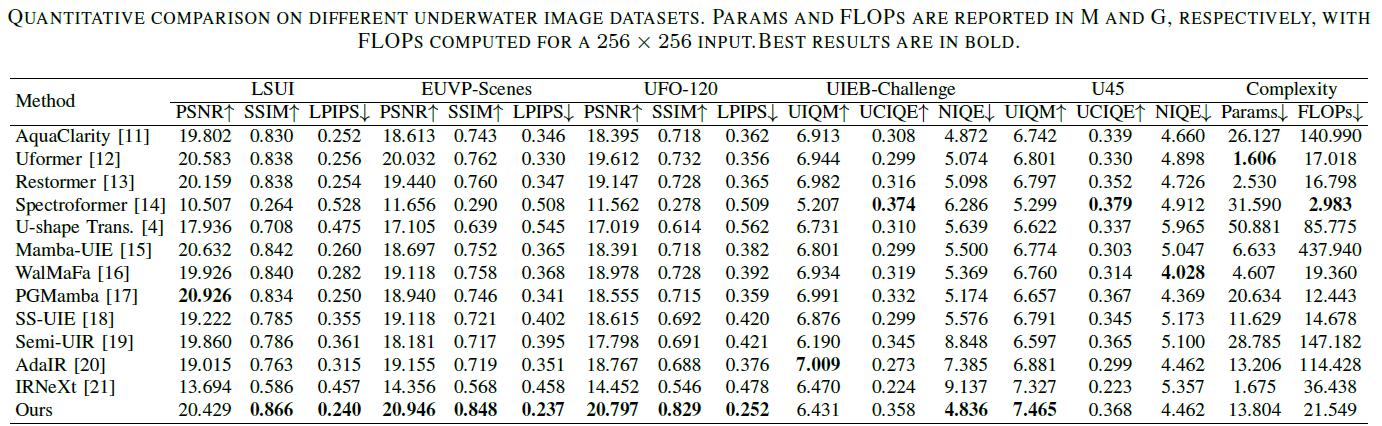 QUANTITATIVE COMPARISON ON DIFFERENT UNDERWATER IMAGE DATASETS. PARAMS AND FLOPS ARE REPORTED IN M AND G, RESPECTIVELY, WITH
FLOPS COMPUTED FOR A 256 × 256 INPUT.BEST RESULTS ARE IN BOLD.
Method LSUI EUVP-Scenes UFO-120 UIEB-Challenge U45 Complexity
PSNR↑ SSIM↑ LPIPS↓ PSNR↑ SSIM↑ LPIPS↓ PSNR↑ SSIM↑ LPIPS↓ UIQM↑ UCIQE↑ NIQE↓ UIQM↑ UCIQE↑ NIQE↓ Params↓ FLOPs↓
AquaClarity [11] 19.802 0.830 0.252 18.613 0.743 0.346 18.395 0.718 0.362 6.913 0.308 4.872 6.742 0.339 4.660 26.127 140.990
Uformer [12] 20.583 0.838 0.256 20.032 0.762 0.330 19.612 0.732 0.356 6.944 0.299 5.074 6.801 0.330 4.898 1.606 17.018
Restormer [13] 20.159 0.838 0.254 19.440 0.760 0.347 19.147 0.728 0.365 6.982 0.316 5.098 6.797 0.352 4.726 2.530 16.798
Spectroformer [14] 10.507 0.264 0.528 11.656 0.290 0.508 11.562 0.278 0.509 5.207 0.374 6.286 5.299 0.379 4.912 31.590 2.983
U-shape Trans. [4] 17.936 0.708 0.475 17.105 0.639 0.545 17.019 0.614 0.562 6.731 0.310 5.639 6.622 0.337 5.965 50.881 85.775
Mamba-UIE [15] 20.632 0.842 0.260 18.697 0.752 0.365 18.391 0.718 0.382 6.801 0.299 5.500 6.774 0.303 5.047 6.633 437.940
WalMaFa [16] 19.926 0.840 0.282 19.118 0.758 0.368 18.978 0.728 0.392 6.934 0.319 5.369 6.760 0.314 4.028 4.607 19.360
PGMamba [17] 20.926 0.834 0.250 18.940 0.746 0.341 18.555 0.715 0.359 6.991 0.332 5.174 6.657 0.367 4.369 20.634 12.443
SS-UIE [18] 19.222 0.785 0.355 19.118 0.721 0.402 18.615 0.692 0.420 6.876 0.299 5.576 6.791 0.345 5.173 11.629 14.678
Semi-UIR [19] 19.860 0.786 0.361 18.181 0.717 0.395 17.798 0.691 0.421 6.190 0.345 8.848 6.597 0.365 5.100 28.785 147.182
AdaIR [20] 19.015 0.763 0.315 19.155 0.719 0.351 18.767 0.688 0.376 7.009 0.273 7.385 6.881 0.299 4.462 13.206 114.428
IRNeXt [21] 13.694 0.586 0.457 14.356 0.568 0.458 14.452 0.546 0.478 6.470 0.224 9.137 7.327 0.223 5.357 1.675 36.438
Ours 20.429 0.866 0.240 20.946 0.848 0.237 20.797 0.829 0.252 6.431 0.358 4.836 7.465 0.368 4.462 13.804 21.549